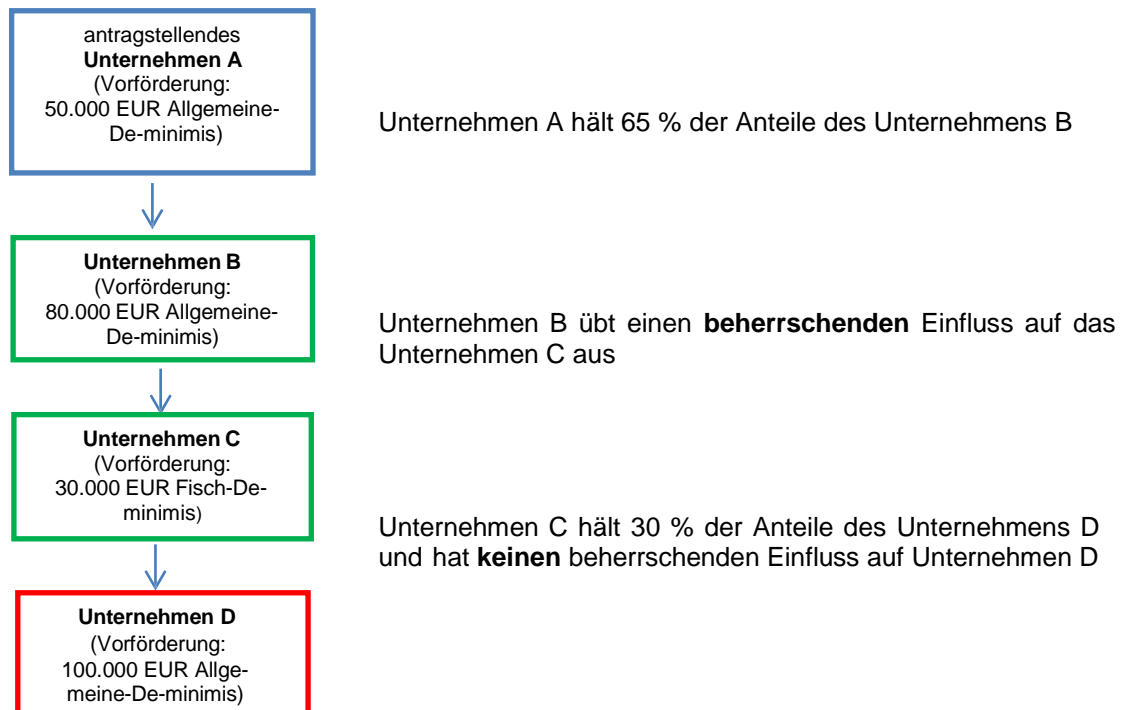 antragstellendes
Unternehmen A
(Vorförderung:
50.000 EUR Allgemeine-
De-minimis)
Unternehmen A hält 65 % der Anteile des Unternehmens B
Unternehmen B
(Vorförderung:
80.000 EUR Allgemeine-
De-minimis)
Unternehmen B übt einen beherrschenden Einfluss auf das
Unternehmen C aus
Unternehmen C
(Vorförderung:
30.000 EUR Fisch-De-
minimis)
Unternehmen C hält 30 % der Anteile des Unternehmens D
und hat keinen beherrschenden Einfluss auf Unternehmen D
Unternehmen D
(Vorförderung:
100.000 EUR Allge-
meine-De-minimis)